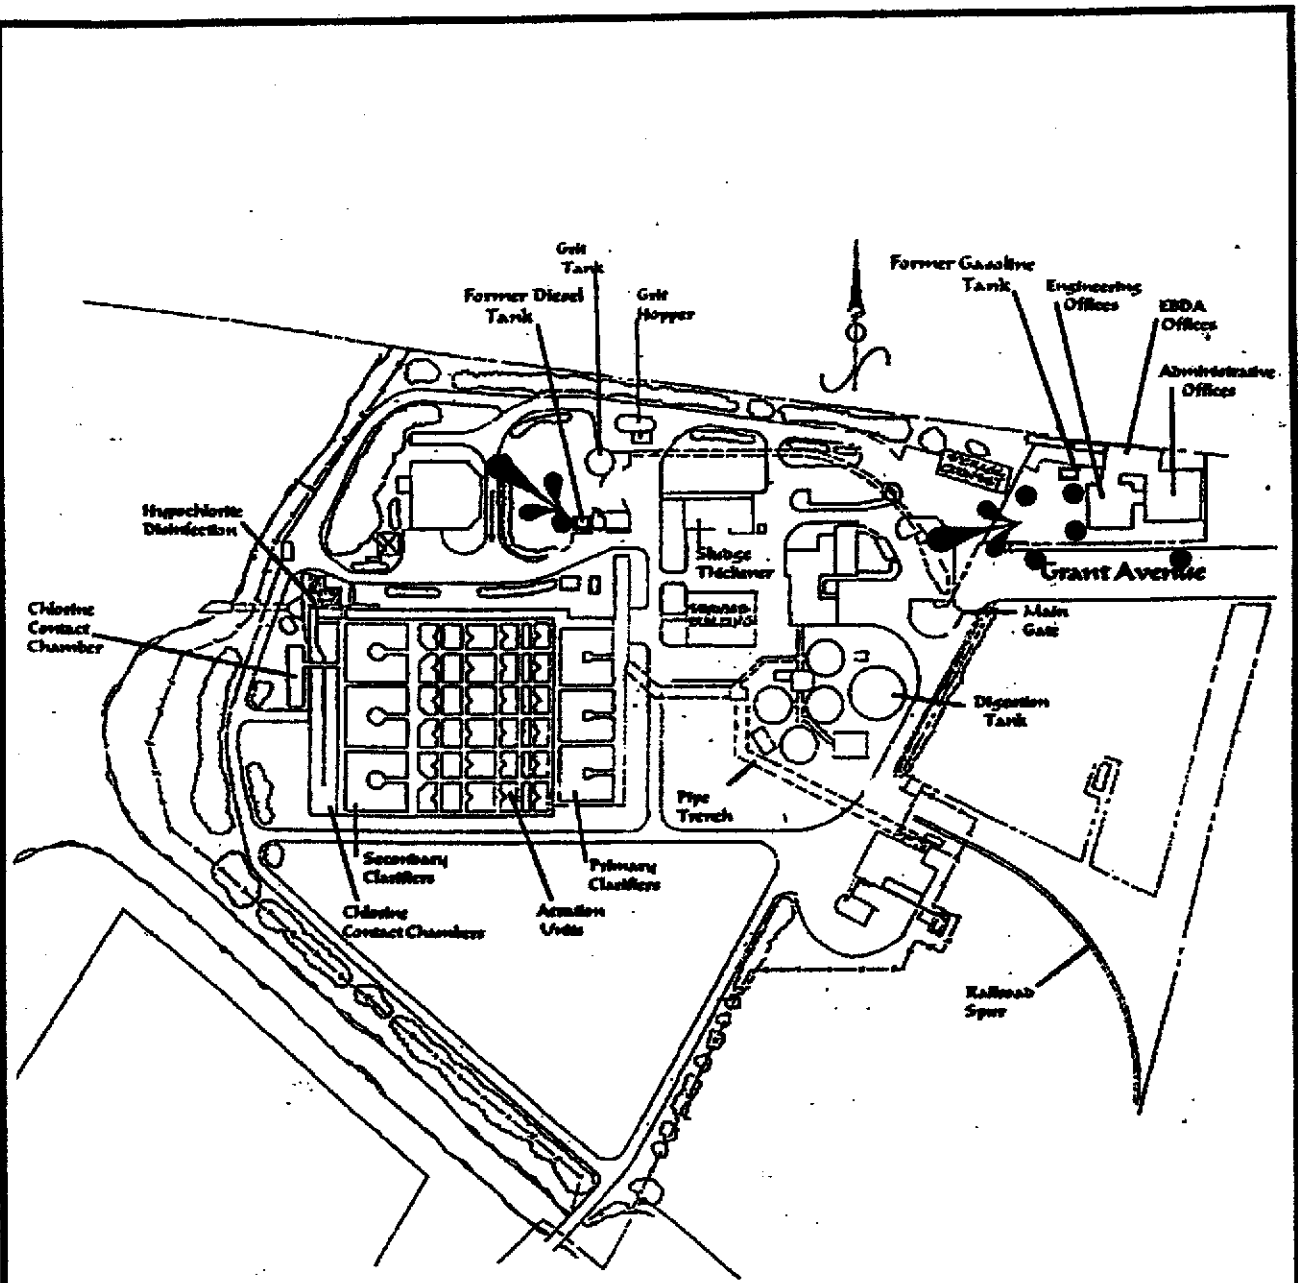 Grit
Tank
Former Diesel
Tank
Grit
Hopper
Former Gasoline
Tank
Engineering
Offices
EBDA
Offices
Administrative
Offices
Hypochlorite
Disinfection
Sludge
Thickener
Grant Avenue
Chlorine
Contact
Chamber
Main
Gate
Digestion
Tank
Pipe
Trench
Secondary
Clarifiers
Primary
Clarifiers
Chlorine
Contact Chambers
Aeration
Units
Railroad
Spur